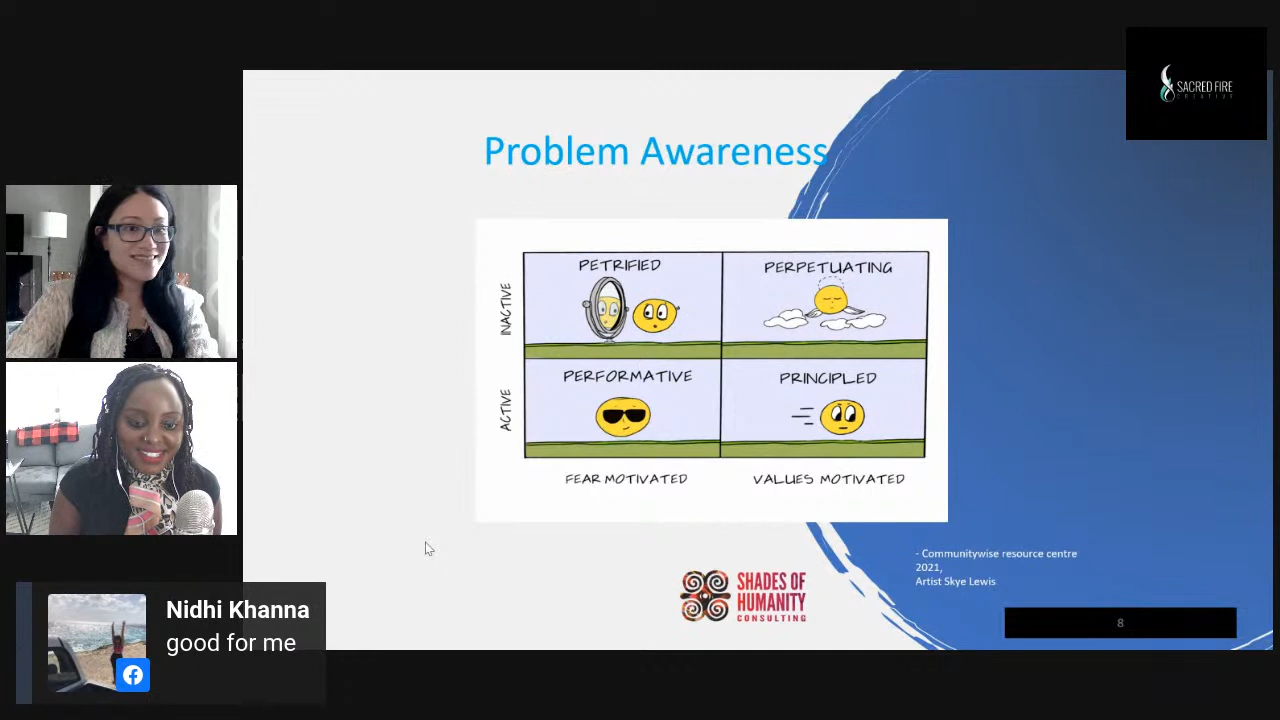 SACRED FIRE
CREATIVE
Problem Awareness
PETRIFIED
PERPETUATING
INACTIVE
PERFORMATIVE
PRINCIPLED
ACTIVE
FEAR MOTIVATED
VALUES MOTIVATED
- Communitywise resource centre
2021,
Artist Skye Lewis
SHADES OF
HUMANITY
CONSULTING
8
Nidhi Khanna
good for me